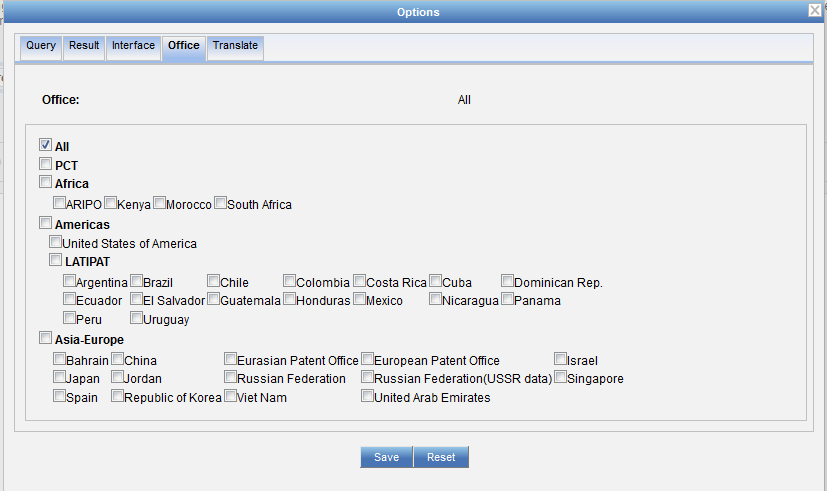 Options
Query Result Interface Office Translate
Office: All
All
PCT
Africa
ARIPO Kenya Morocco South Africa
Americas
United States of America
LATIPAT
Argentina Brazil Chile Colombia Costa Rica Cuba Dominican Rep.
Ecuador El Salvador Guatemala Honduras Mexico Nicaragua Panama
Peru Uruguay
Asia-Europe
Bahrain China Eurasian Patent Office European Patent Office Israel
Japan Jordan Russian Federation Russian Federation(USSR data) Singapore
Spain Republic of Korea Viet Nam United Arab Emirates
Save Reset